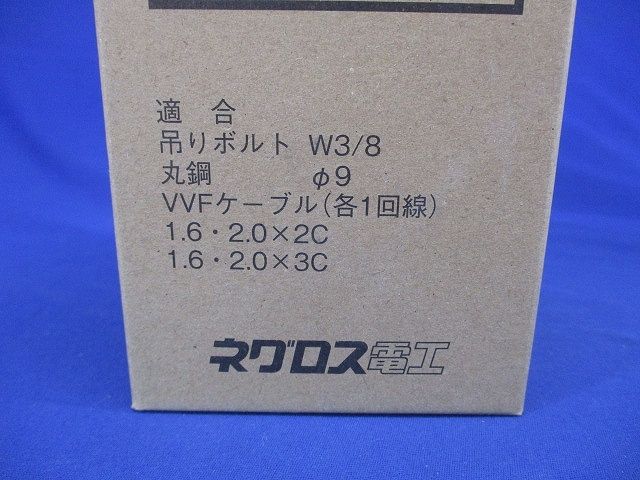 適 合
吊りボルト W3/8
丸鋼 φ9
VVFケーブル(各1回線)
1.6・2.0×2C
1.6・2.0×3C
ネグロス電工